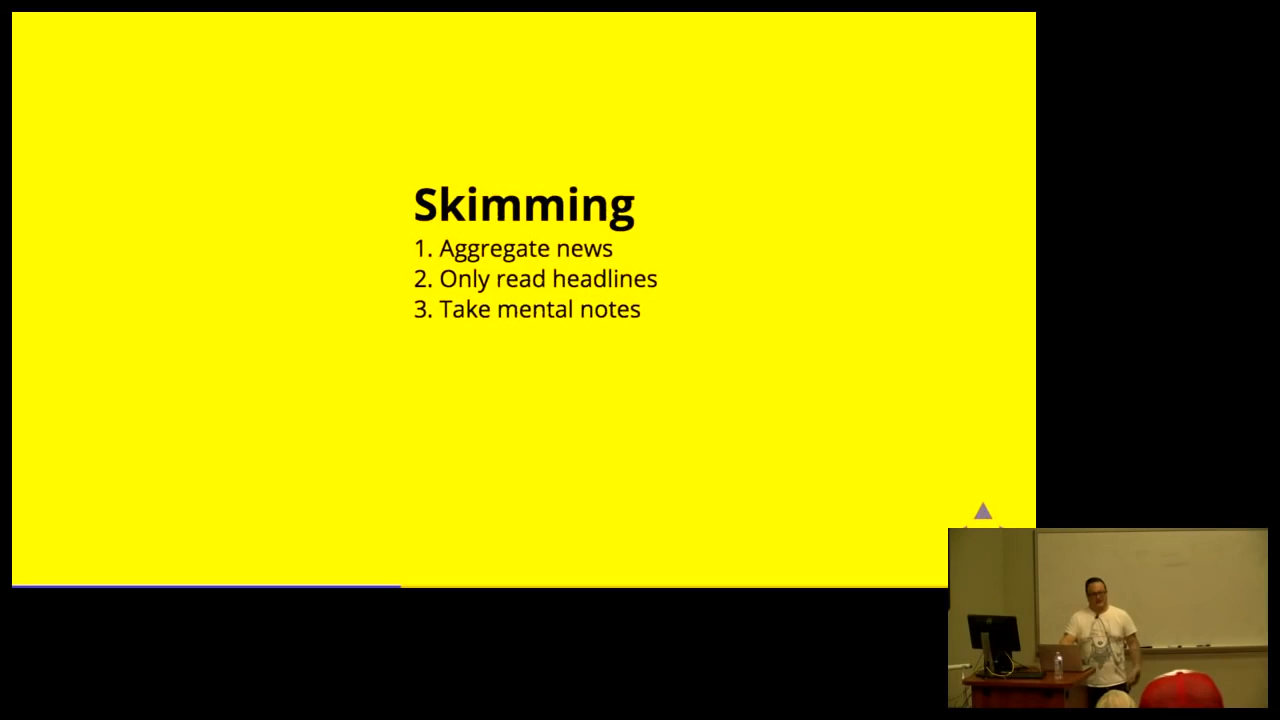 Skimming
1. Aggregate news
2. Only read headlines
3. Take mental notes